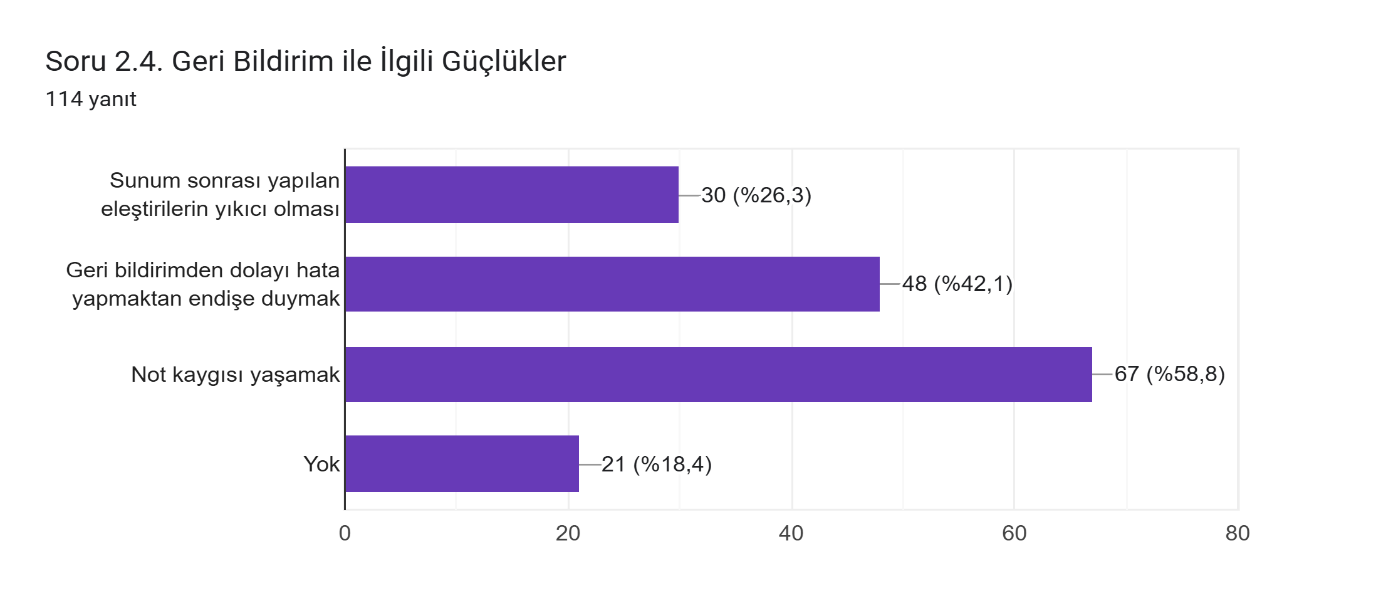 Soru 2.4. Geri Bildirim ile İlgili Güçlükler
114 yanıt
Sunum sonrası yapılan
eleştirilerin yıkıcı olması
30 (%26,3)
Geri bildirimden dolayı hata
yapmaktan endişe duymak
48 (%42,1)
Not kaygısı yaşamak
67 (%58,8)
Yok
21 (%18,4)
0 20 40 60 80